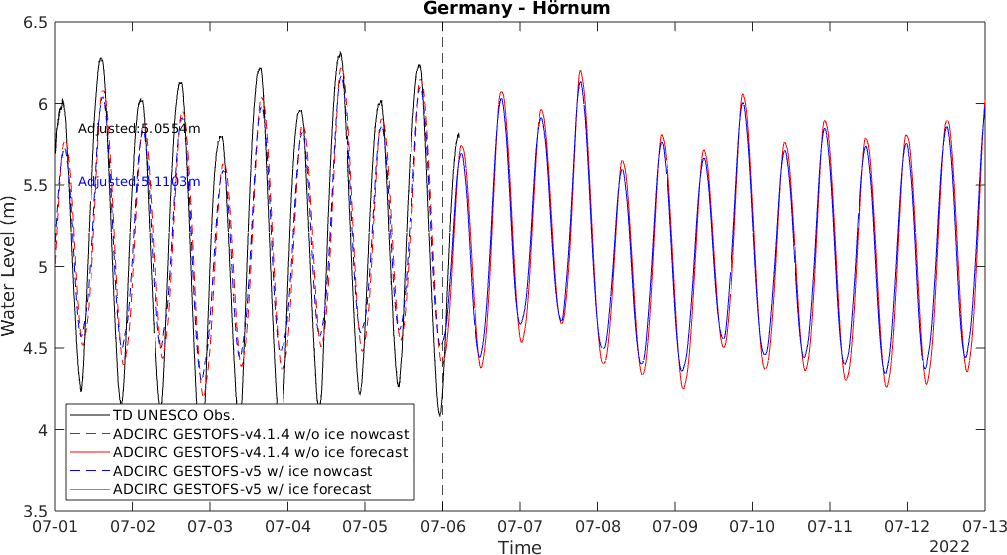 Germany - Hörnum
6.5
6
5.5
5
4.5
4
3.5
Water Level (m)
Adjusted:5.0554m
Adjusted:5.1103m
TD UNESCO Obs.
ADCIRC GESTOFS-v4.1.4 w/o ice nowcast
ADCIRC GESTOFS-v4.1.4 w/o ice forecast
ADCIRC GESTOFS-v5 w/ ice nowcast
ADCIRC GESTOFS-v5 w/ ice forecast
07-01 07-02 07-03 07-04 07-05 07-06 07-07 07-08 07-09 07-10 07-11 07-12 07-13
Time
2022